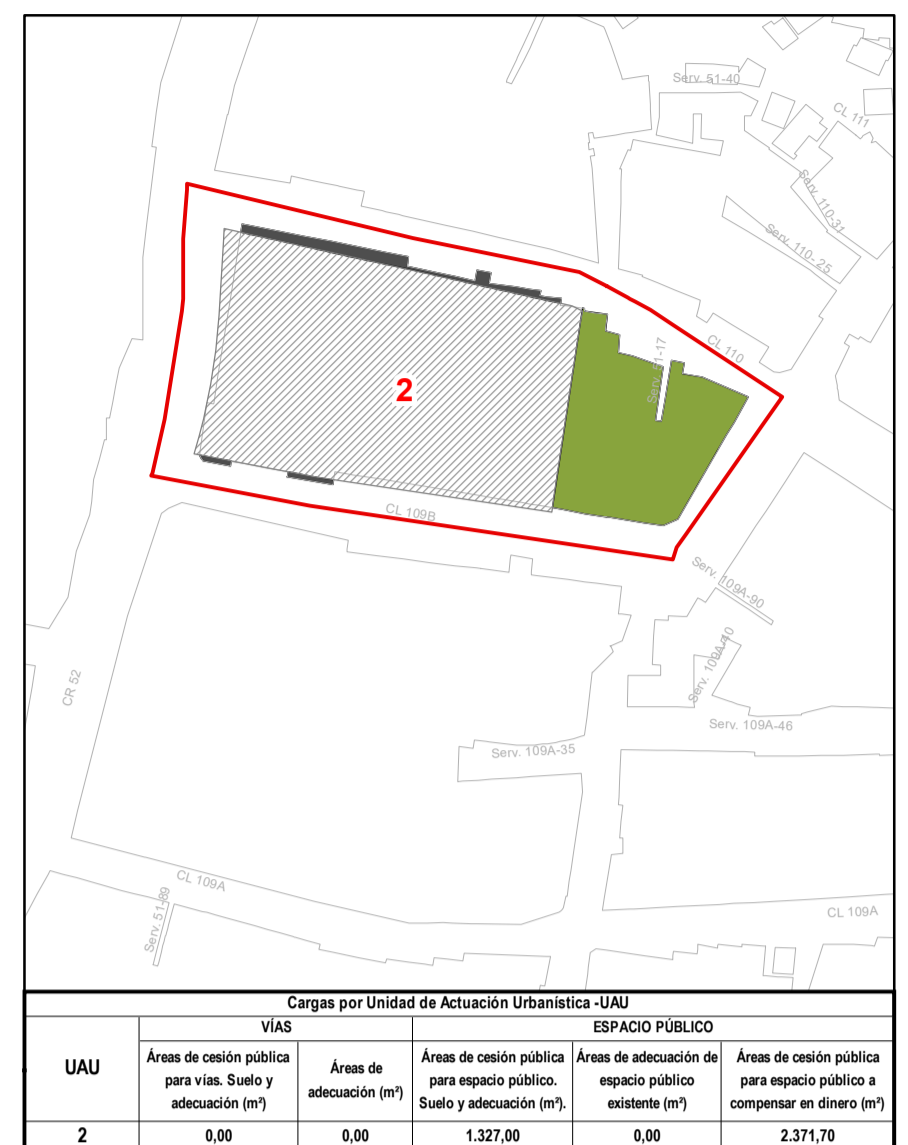 Serv. 51-40
CL 111
Serv. 110-31
Serv. 110-25
CL 110
Serv. 51-17
2
CL 109B
Serv. 109A-90
Serv. 109A-40
CR 52
Serv. 109A-46
Serv. 109A-35
CL 109A
Serv. 51-89
CL 109A
Cargas por Unidad de Actuación Urbanística -UAU
UAU
VÍAS
ESPACIO PÚBLICO
Áreas de cesión pública
para vías. Suelo y
adecuación (m²)
Áreas de
adecuación (m²)
Áreas de cesión pública
para espacio público.
Suelo y adecuación (m²).
Áreas de adecuación de
espacio público
existente (m²)
Áreas de cesión pública
para espacio público a
compensar en dinero (m²)
2 0,00 0,00 1.327,00 0,00 2.371,70